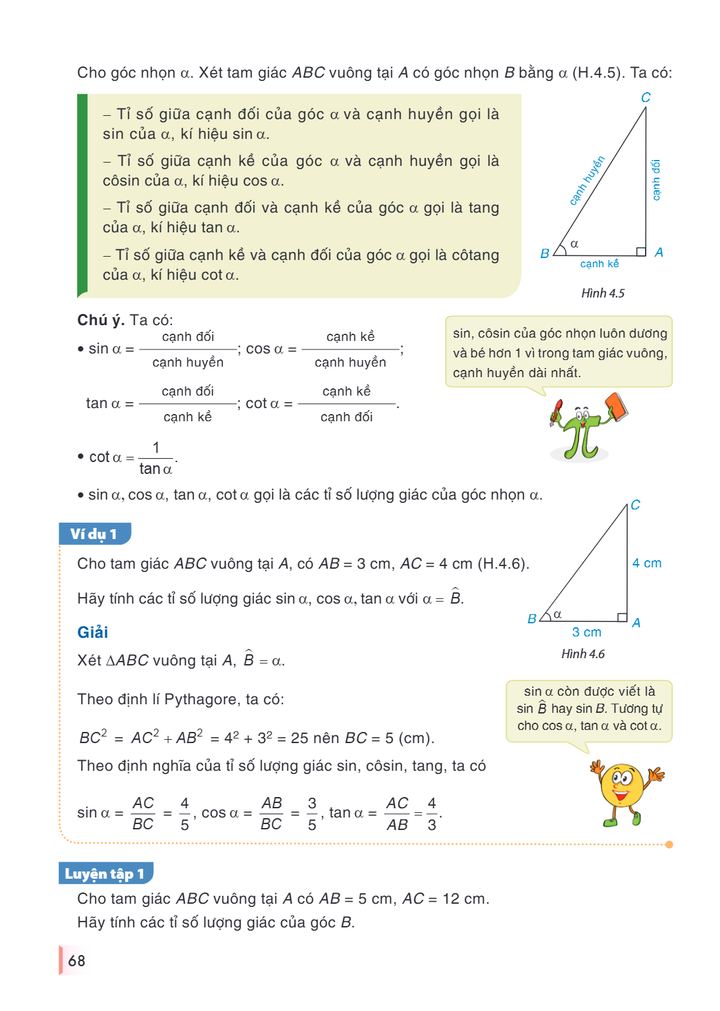 Cho góc nhọn α. Xét tam giác ABC vuông tại A có góc nhọn B bằng α (H.4.5). Ta có:
– Tỉ số giữa cạnh đối của góc α và cạnh huyền gọi là
sin của α, kí hiệu sin α.
– Tỉ số giữa cạnh kề của góc α và cạnh huyền gọi là
côsin của α, kí hiệu cos α.
– Tỉ số giữa cạnh đối và cạnh kề của góc α gọi là tang
của α, kí hiệu tan α.
– Tỉ số giữa cạnh kề và cạnh đối của góc α gọi là côtang
của α, kí hiệu cot α.
C
cạnh huyền
cạnh đối
B
α
A
cạnh kề
Hình 4.5
Chú ý. Ta có:
• sin α = cạnh đối / cạnh huyền; cos α = cạnh kề / cạnh huyền;
tan α = cạnh đối / cạnh kề; cot α = cạnh kề / cạnh đối.
• cot α = 1 / tan α.
• sin α, cos α, tan α, cot α gọi là các tỉ số lượng giác của góc nhọn α.
sin, côsin của góc nhọn luôn dương
và bé hơn 1 vì trong tam giác vuông,
cạnh huyền dài nhất.
Ví dụ 1
Cho tam giác ABC vuông tại A, có AB = 3 cm, AC = 4 cm (H.4.6).
Hãy tính các tỉ số lượng giác sin α, cos α, tan α với α = B̂.
C
4 cm
B
α
A
3 cm
Hình 4.6
Giải
Xét ΔABC vuông tại A, B̂ = α.
Theo định lí Pythagore, ta có:
BC² = AC² + AB² = 4² + 3² = 25 nên BC = 5 (cm).
Theo định nghĩa của tỉ số lượng giác sin, côsin, tang, ta có
sin α = AC / BC = 4 / 5, cos α = AB / BC = 3 / 5, tan α = AC / AB = 4 / 3.
sin α còn được viết là
sin B̂ hay sin B. Tương tự
cho cos α, tan α và cot α.
Luyện tập 1
Cho tam giác ABC vuông tại A có AB = 5 cm, AC = 12 cm.
Hãy tính các tỉ số lượng giác của góc B.
68